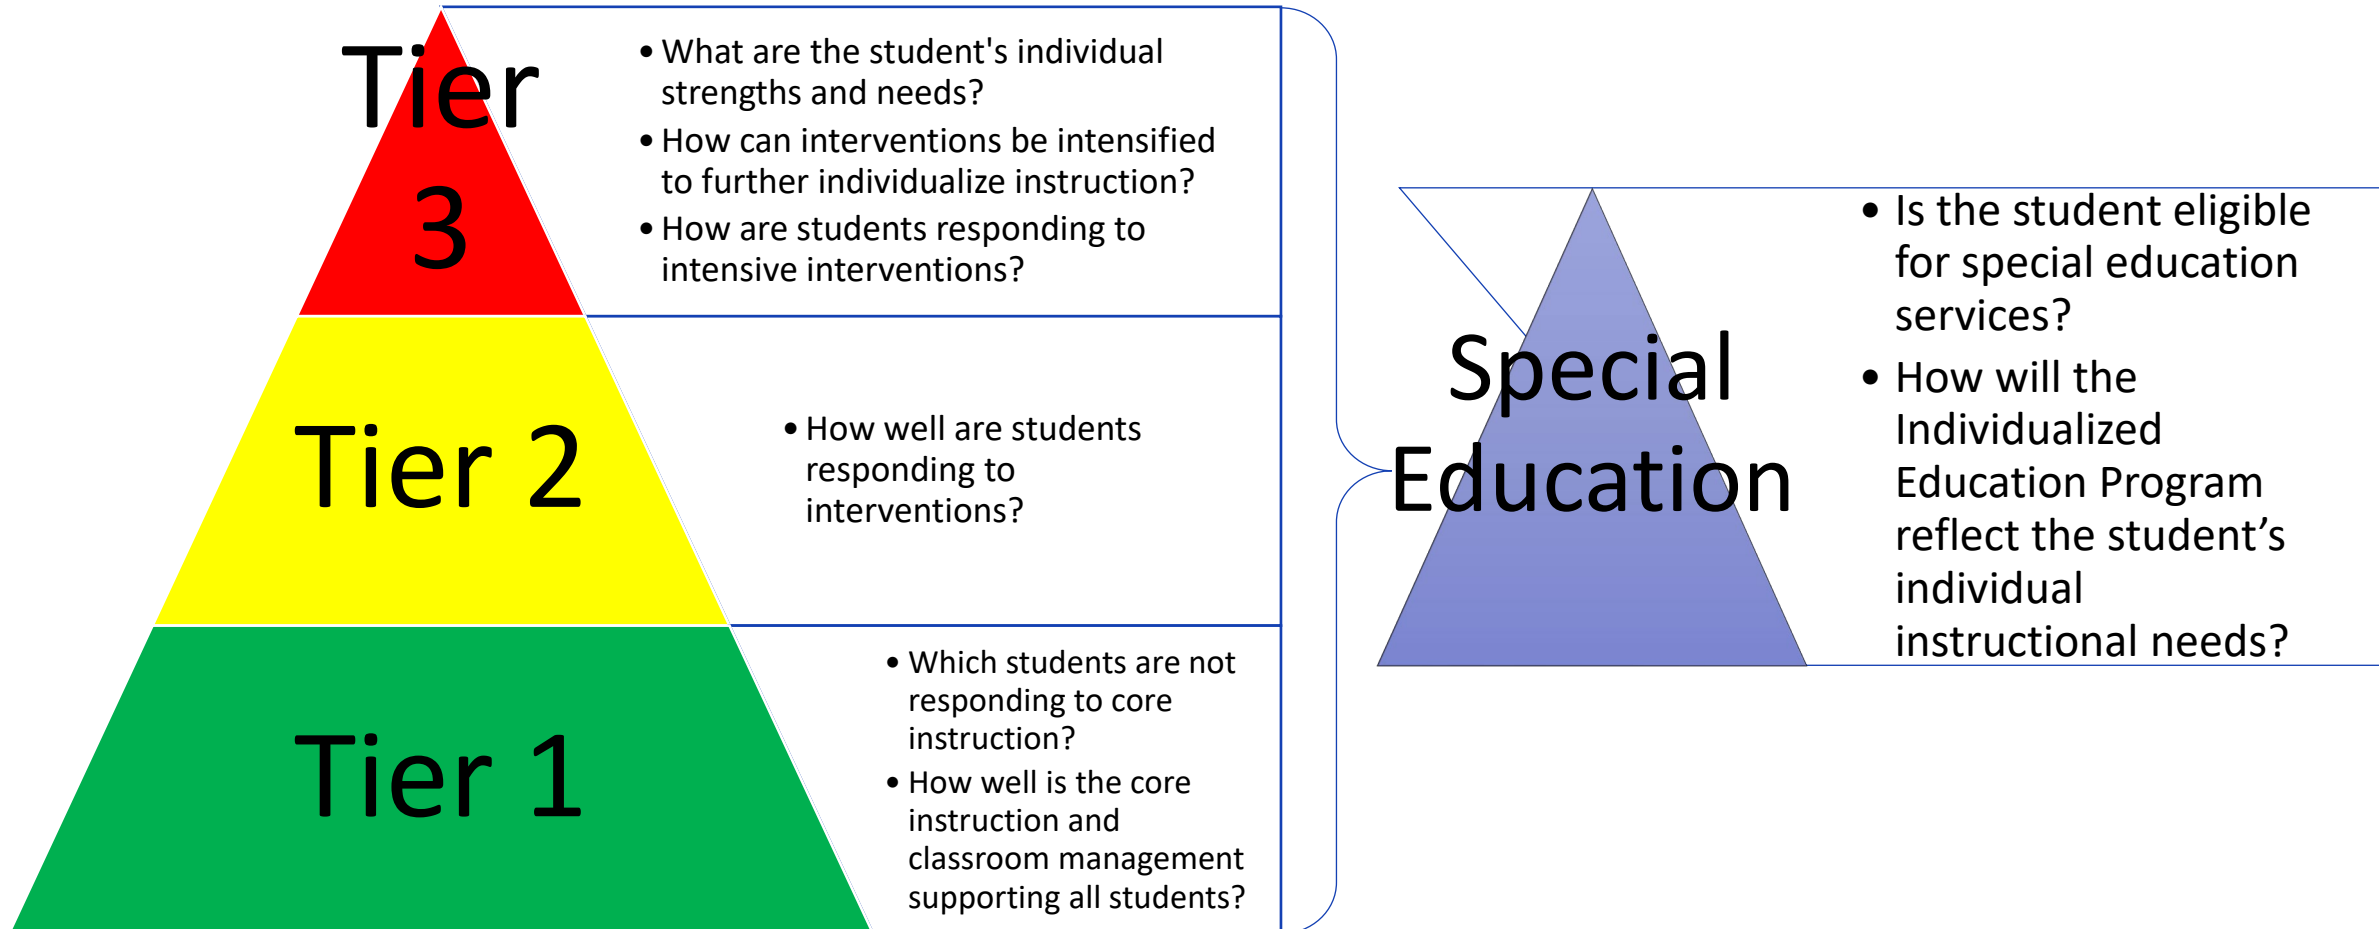 Tier
3
• What are the student's individual
strengths and needs?
• How can interventions be intensified
to further individualize instruction?
• How are students responding to
intensive interventions?
Tier 2
• How well are students
responding to
interventions?
Tier 1
• Which students are not
responding to core
instruction?
• How well is the core
instruction and
classroom management
supporting all students?
Special
Education
• Is the student eligible
for special education
services?
• How will the
Individualized
Education Program
reflect the student’s
individual
instructional needs?